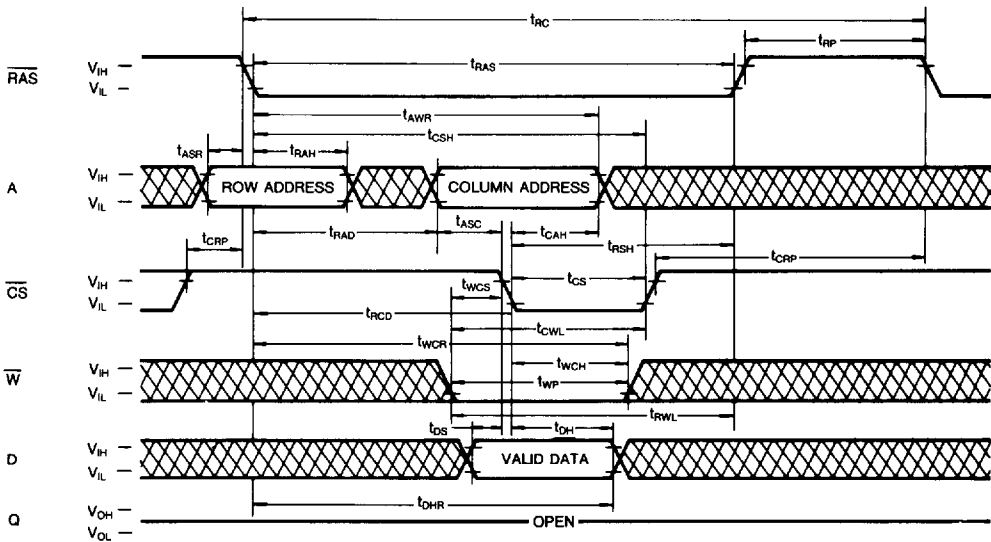 tRC
tRP
RAS
VIH
VIL
tRAS
tAWR
tCSH
tASR
tRAH
A
VIH
VIL
ROW ADDRESS
COLUMN ADDRESS
tCRP
tRAD
tASC
tCAH
tRSH
tCRP
CS
VIH
VIL
tWCS
tCS
tRCD
tCWL
tWCR
tWCH
W
VIH
VIL
tWP
tRWL
tDS
tDH
D
VIH
VIL
VALID DATA
tDHR
Q
VOH
VOL
OPEN